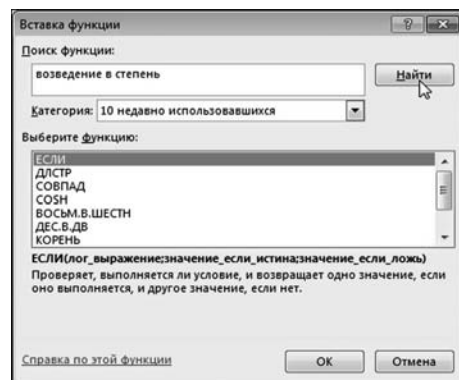 Вставка функции
Поиск функции:
возведение в степень
Найти
Категория: 10 недавно использовавшихся
Выберите функцию:
ЕСЛИ
ДЛСТР
СОВПАД
COSH
ВОСЬМ.В.ШЕСТН
ДЕС.В.ДВ
КОРЕНЬ
ЕСЛИ(лог_выражение;значение_если_истина;значение_если_ложь)
Проверяет, выполняется ли условие, и возвращает одно значение, если
оно выполняется, и другое значение, если нет.
Справка по этой функции
ОК
Отмена